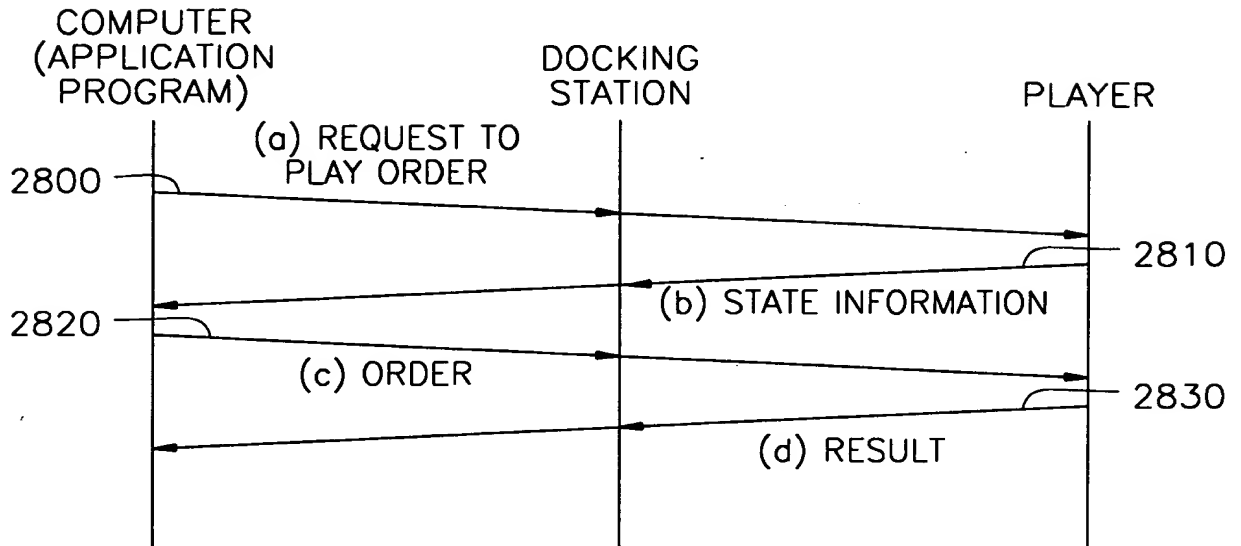 COMPUTER
(APPLICATION
PROGRAM)
DOCKING
STATION
PLAYER
(a) REQUEST TO
PLAY ORDER
2800
2810
(b) STATE INFORMATION
2820
(c) ORDER
2830
(d) RESULT